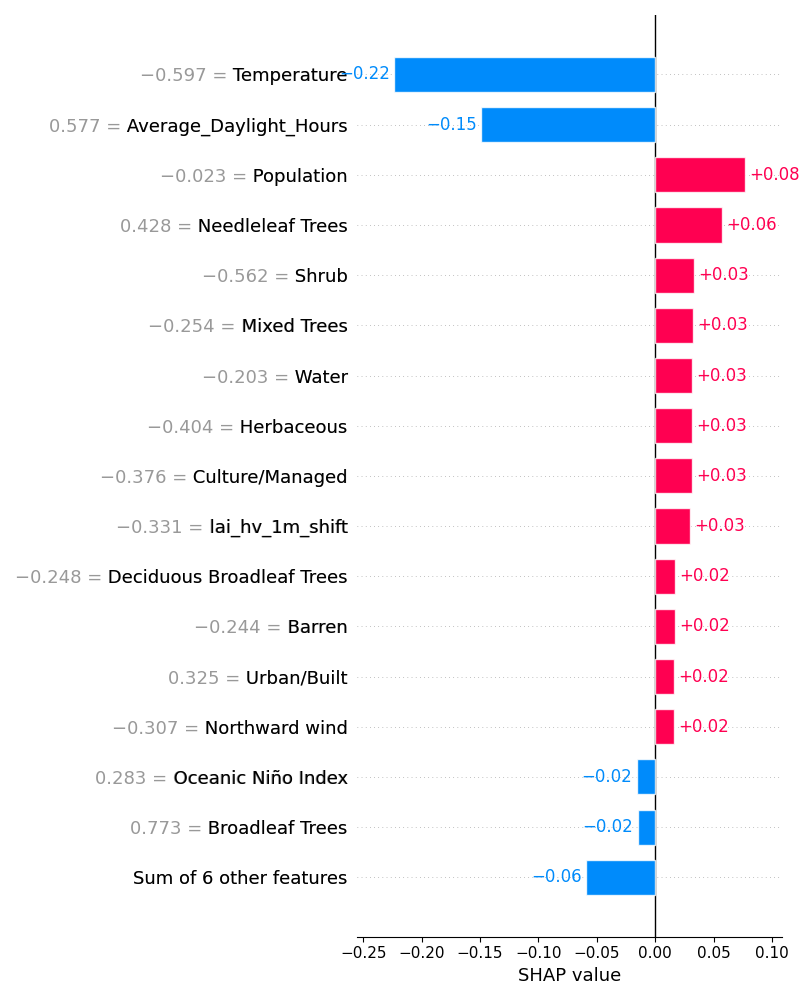 −0.597 = Temperature −0.22
0.577 = Average_Daylight_Hours −0.15
−0.023 = Population +0.08
0.428 = Needleleaf Trees +0.06
−0.562 = Shrub +0.03
−0.254 = Mixed Trees +0.03
−0.203 = Water +0.03
−0.404 = Herbaceous +0.03
−0.376 = Culture/Managed +0.03
−0.331 = lai_hv_1m_shift +0.03
−0.248 = Deciduous Broadleaf Trees +0.02
−0.244 = Barren +0.02
0.325 = Urban/Built +0.02
−0.307 = Northward wind +0.02
0.283 = Oceanic Niño Index −0.02
0.773 = Broadleaf Trees −0.02
Sum of 6 other features −0.06
−0.25 −0.20 −0.15 −0.10 −0.05 0.00 0.05 0.10
SHAP value